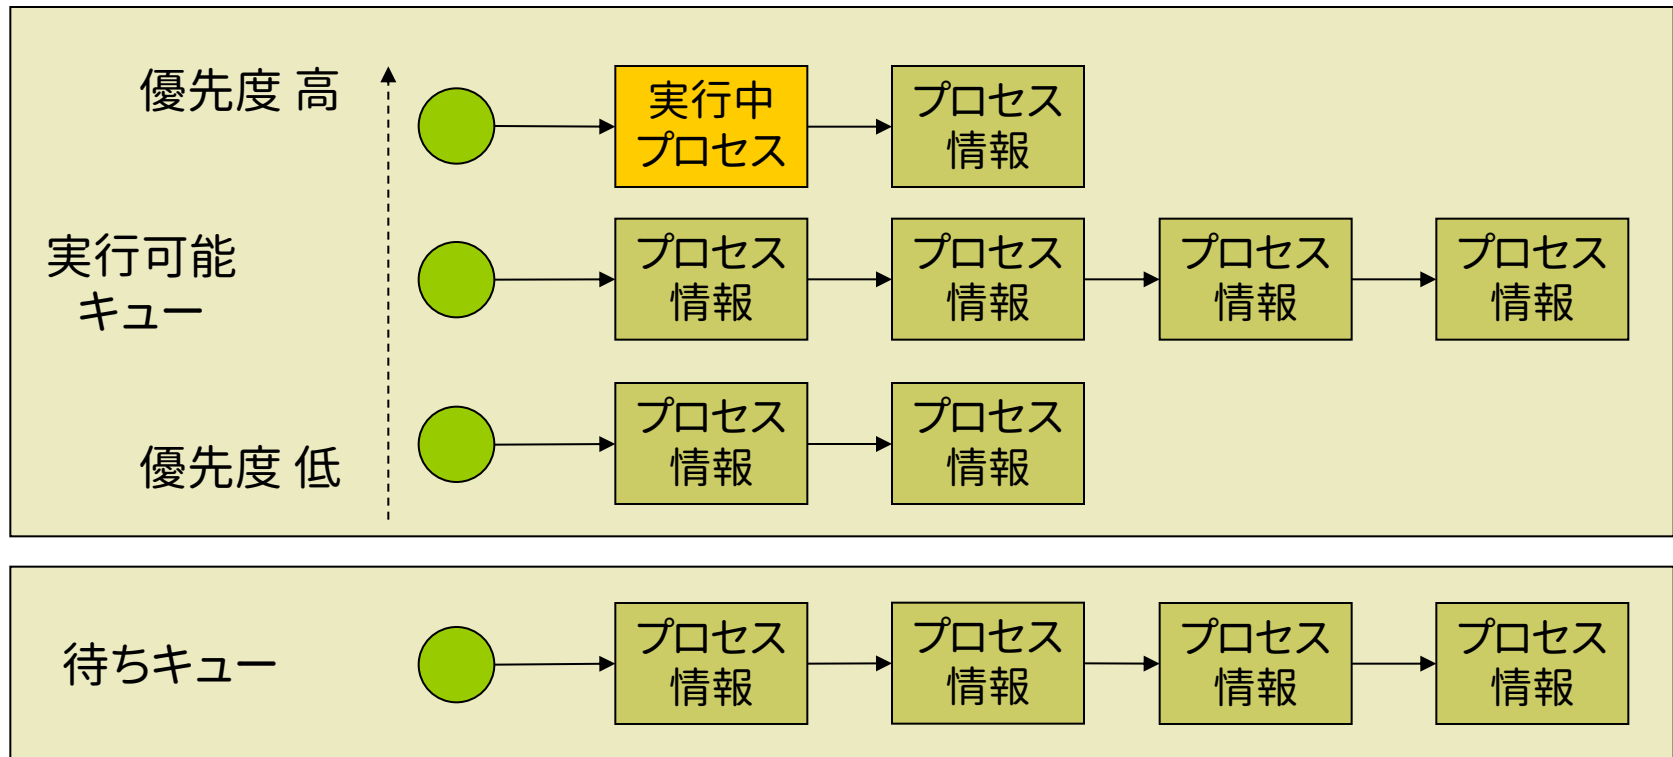 優先度 高
実行中
プロセス
プロセス
情報
実行可能
キュー
プロセス
情報
プロセス
情報
プロセス
情報
プロセス
情報
優先度 低
プロセス
情報
プロセス
情報
待ちキュー
プロセス
情報
プロセス
情報
プロセス
情報
プロセス
情報